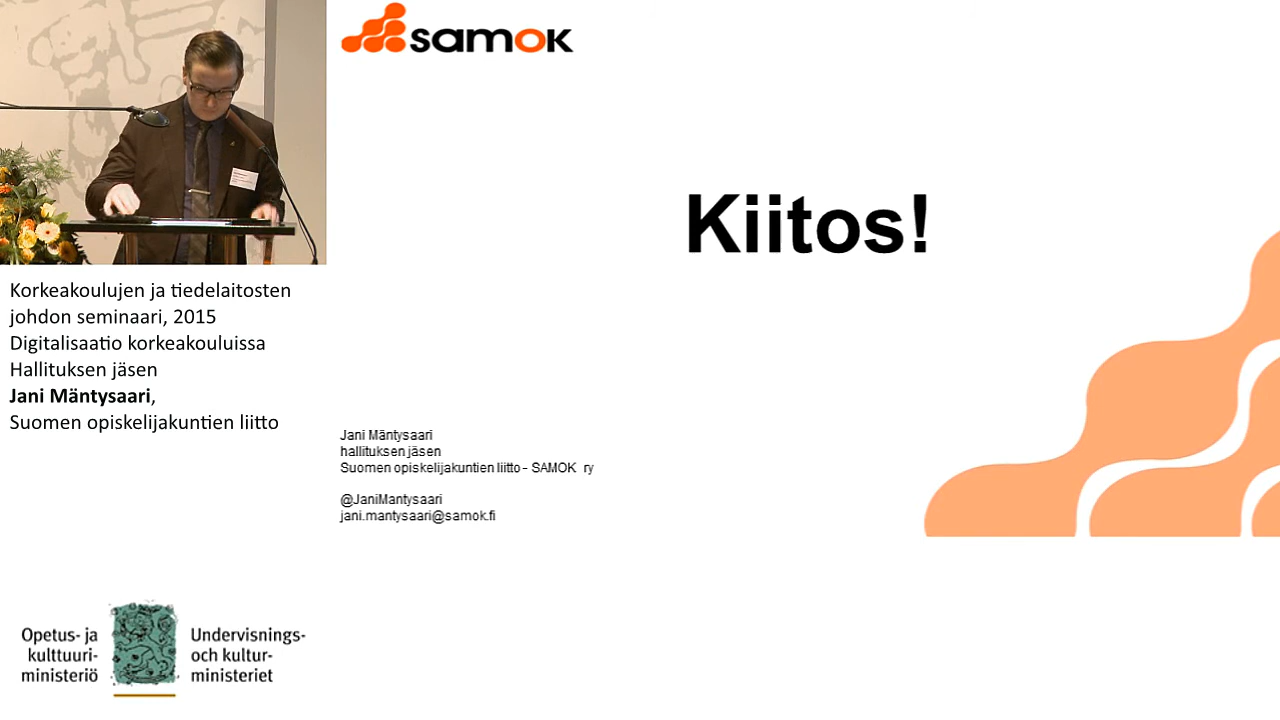 samok
Kiitos!
Korkeakoulujen ja tiedelaitosten
johdon seminaari, 2015
Digitalisaatio korkeakouluissa
Hallituksen jäsen
Jani Mäntysaari,
Suomen opiskelijakuntien liitto
Jani Mäntysaari
hallituksen jäsen
Suomen opiskelijakuntien liitto - SAMOK ry
@JaniMantysaari
jani.mantysaari@samok.fi
Opetus- ja
kulttuuri-
ministeriö
Undervisnings-
och kultur-
ministeriet